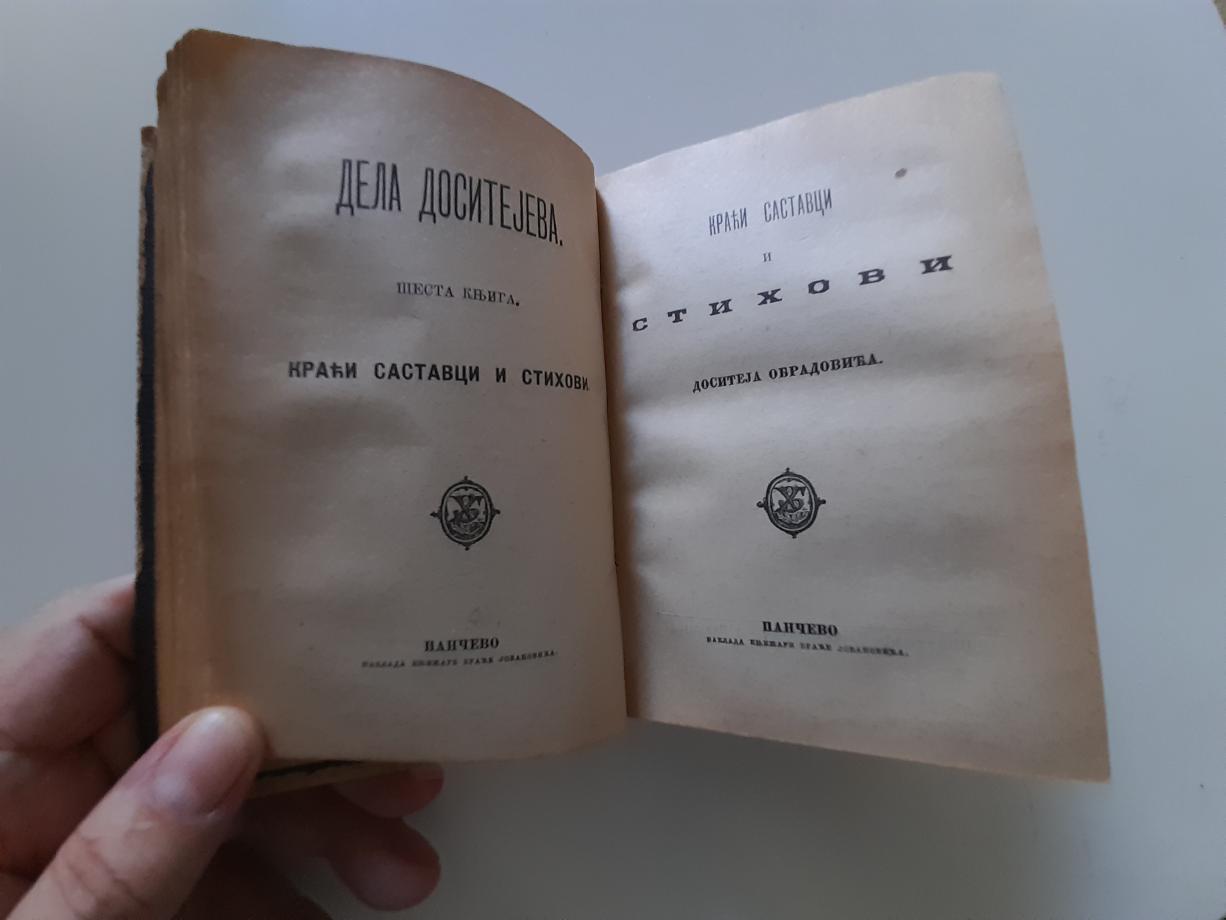 ДЕЛА ДОСИТЕЈЕВА.
ШЕСТА КЊИГА.
КРАЋИ САСТАВЦИ И СТИХОВИ
ПАНЧЕВО
НАКЛАДА КЊИЖАРЕ БРАЋЕ ЈОВАНОВИЋА.
КРАЋИ САСТАВЦИ
И
СТИХОВИ
ДОСИТЕЈА ОБРАДОВИЋА.
ПАНЧЕВО
НАКЛАДА КЊИЖАРЕ БРАЋЕ ЈОВАНОВИЋА.